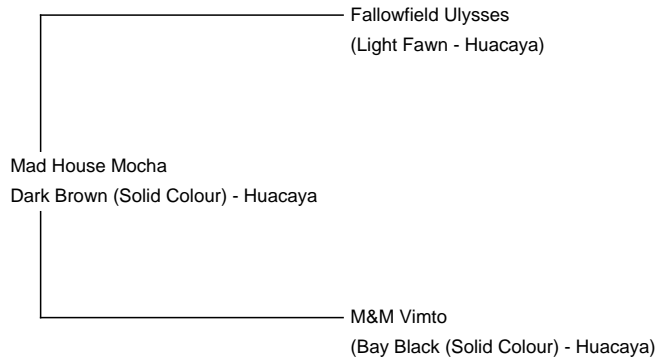 Fallowfield Ulysses
(Light Fawn - Huacaya)
Mad House Mocha
Dark Brown (Solid Colour) - Huacaya
M&M Vimto
(Bay Black (Solid Colour) - Huacaya)